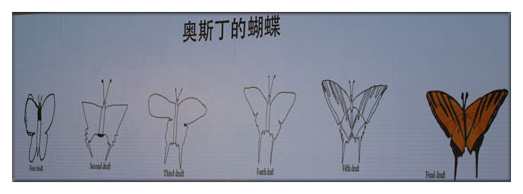 奥斯丁的蝴蝶
First draft
Second draft
Third draft
Fourth draft
Fifth draft
Final draft